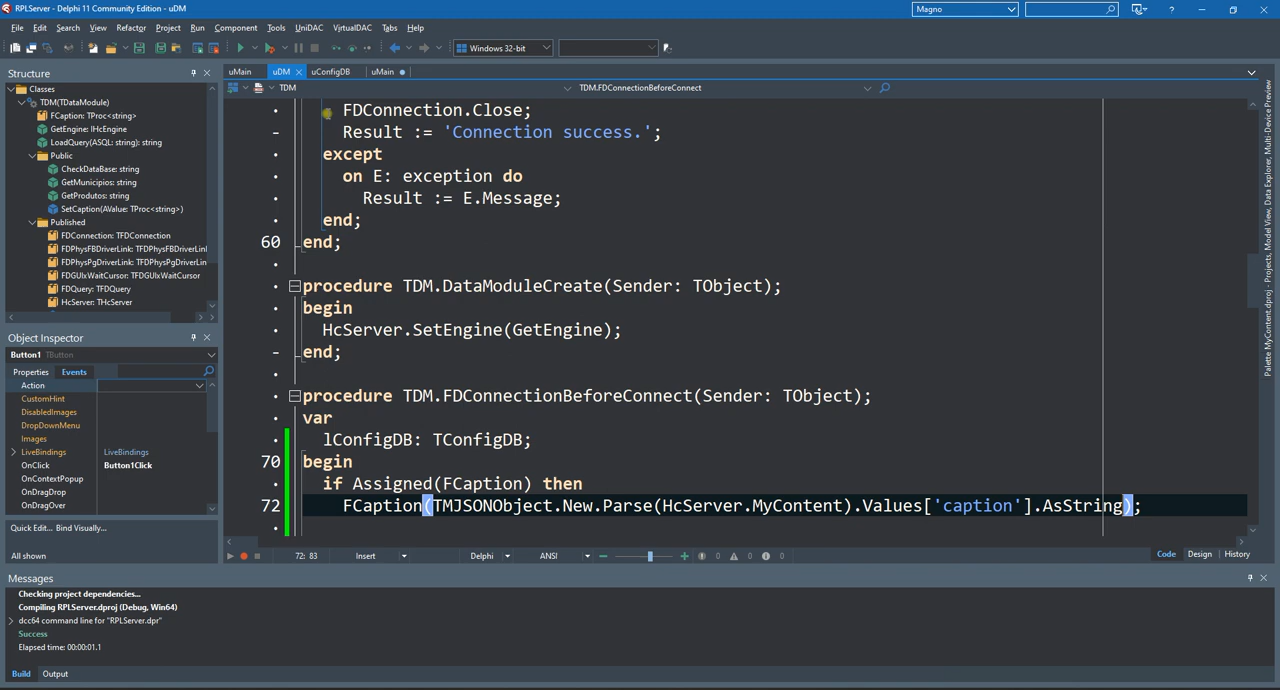 RPLServer - Delphi 11 Community Edition - uDM
Magno
File Edit Search View Refactor Project Run Component Tools UniDAC VirtualDAC Tabs Help
Windows 32-bit
Structure
uMain uDM uConfigDB uMain
Classes
TDM
TDM.FDConnectionBeforeConnect
TDM(TDataModule)
FCaption: TProc<string>
GetEngine: IHcEngine
LoadQuery(ASQL: string): string
Public
CheckDataBase: string
GetMunicipios: string
GetProdutos: string
SetCaption(AValue: TProc<string>)
Published
FDConnection: TFDConnection
FDPhysFBDriverLink: TFDPhysFBDriverLink
FDPhysPgDriverLink: TFDPhysPgDriverLink
FDGUIxWaitCursor: TFDGUIxWaitCursor
FDQuery: TFDQuery
HcServer: THcServer
FDConnection.Close;
Result := 'Connection success.';
except
on E: exception do
Result := E.Message;
end;
60 end;
procedure TDM.DataModuleCreate(Sender: TObject);
begin
HcServer.SetEngine(GetEngine);
end;
procedure TDM.FDConnectionBeforeConnect(Sender: TObject);
var
lConfigDB: TConfigDB;
70 begin
if Assigned(FCaption) then
72 FCaption(TMJSONObject.New.Parse(HcServer.MyContent).Values['caption'].AsString);
Object Inspector
Button1 TButton
Properties Events
Action
CustomHint
DisabledImages
DropDownMenu
Images
LiveBindings LiveBindings
OnClick Button1Click
OnContextPopup
OnDragDrop
OnDragOver
Quick Edit... Bind Visually...
All shown
72: 83 Insert Delphi ANSI 0 0 0 Code Design History
Palette MyContent.dproj - Projects, Model View, Data Explorer, Multi-Device Preview
Messages
Checking project dependencies...
Compiling RPLServer.dproj (Debug, Win64)
dcc64 command line for "RPLServer.dpr"
Success
Elapsed time: 00:00:01.1
Build Output